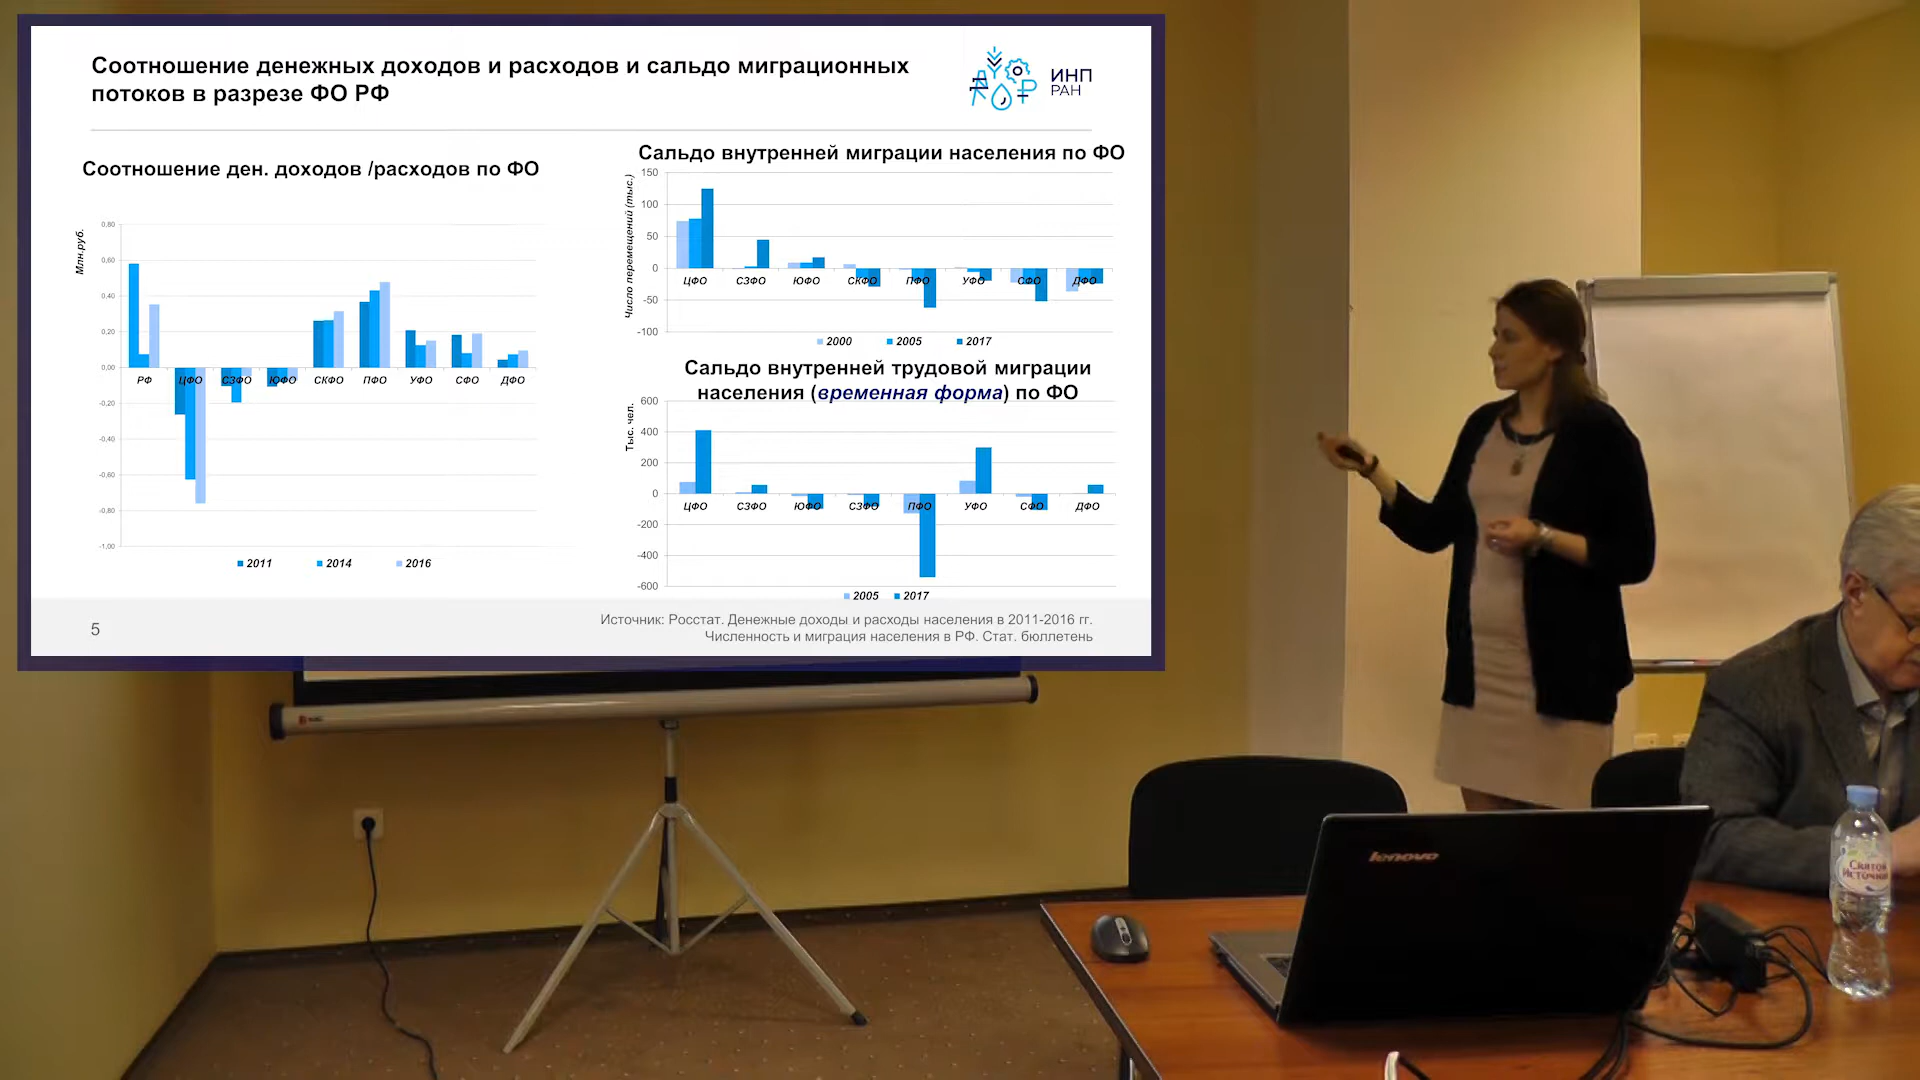 Соотношение денежных доходов и расходов и сальдо миграционных
потоков в разрезе ФО РФ
ИНП
РАН
Соотношение ден. доходов /расходов по ФО
Млн.руб.
0,80
0,60
0,40
0,20
0,00
-0,20
-0,40
-0,60
-0,80
-1,00
РФ ЦФО СЗФО ЮФО СКФО ПФО УФО СФО ДФО
2011 2014 2016
Сальдо внутренней миграции населения по ФО
Число перемещений (тыс.)
150
100
50
0
-50
-100
ЦФО СЗФО ЮФО СКФО ПФО УФО СФО ДФО
2000 2005 2017
Сальдо внутренней трудовой миграции
населения (временная форма) по ФО
Тыс. чел.
600
400
200
0
-200
-400
-600
ЦФО СЗФО ЮФО СЗФО ПФО УФО СФО ДФО
2005 2017
5
Источник: Росстат. Денежные доходы и расходы населения в 2011-2016 гг.
Численность и миграция населения в РФ. Стат. бюллетень
lenovo
Святой
Источник